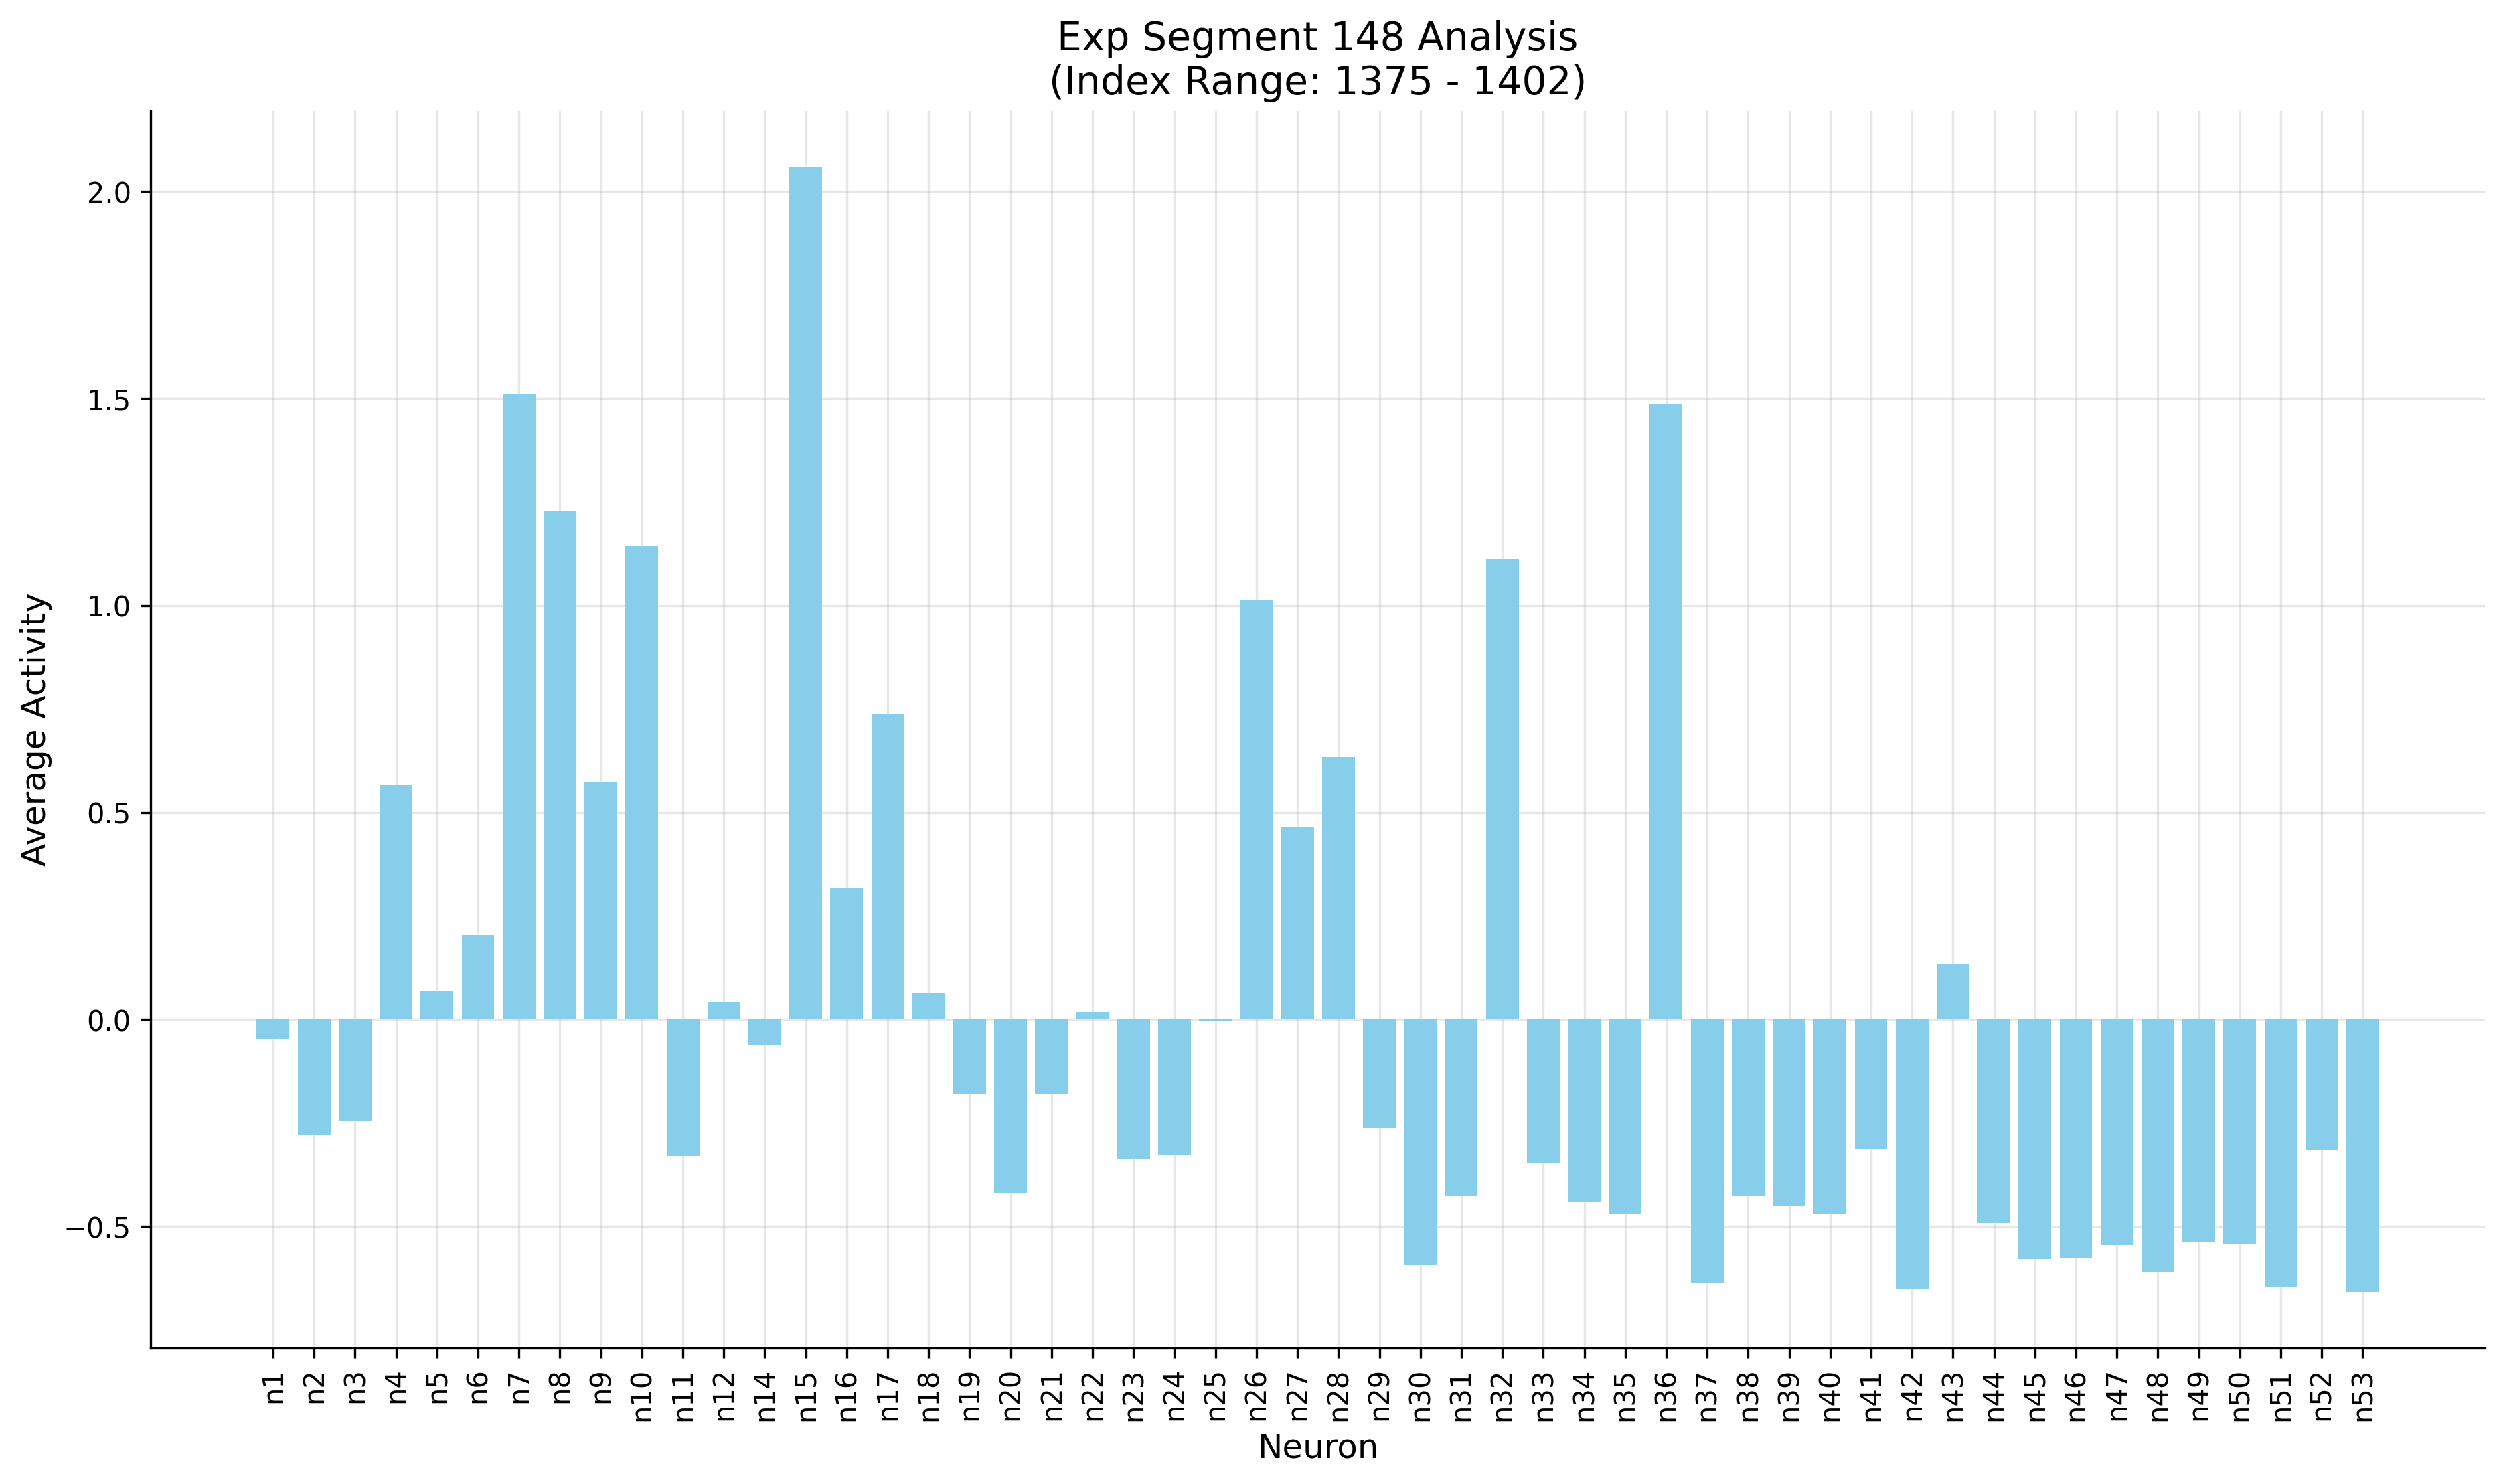 Exp Segment 148 Analysis
(Index Range: 1375 - 1402)
Average Activity
2.0
1.5
1.0
0.5
0.0
−0.5
n1 n2 n3 n4 n5 n6 n7 n8 n9 n10 n11 n12 n14 n15 n16 n17 n18 n19 n20 n21 n22 n23 n24 n25 n26 n27 n28 n29 n30 n31 n32 n33 n34 n35 n36 n37 n38 n39 n40 n41 n42 n43 n44 n45 n46 n47 n48 n49 n50 n51 n52 n53
Neuron